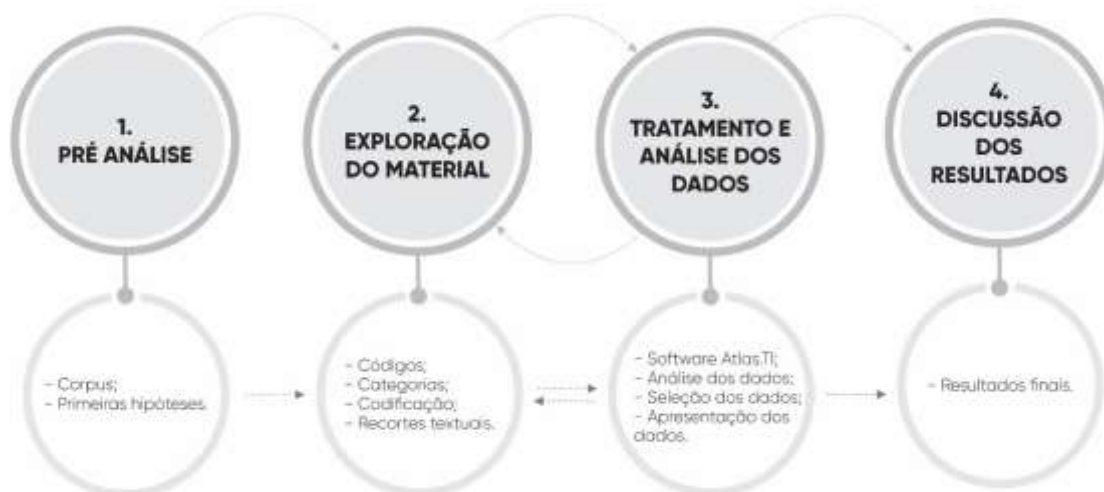 1.
PRÉ ANÁLISE
2.
EXPLORAÇÃO
DO MATERIAL
3.
TRATAMENTO E
ANÁLISE DOS
DADOS
4.
DISCUSSÃO
DOS
RESULTADOS
- Corpus;
- Primeiras hipóteses.
- Códigos;
- Categorias;
- Codificação;
- Recortes textuais.
- Software Atlas.TI;
- Análise dos dados;
- Seleção dos dados;
- Apresentação dos
dados.
- Resultados finais.